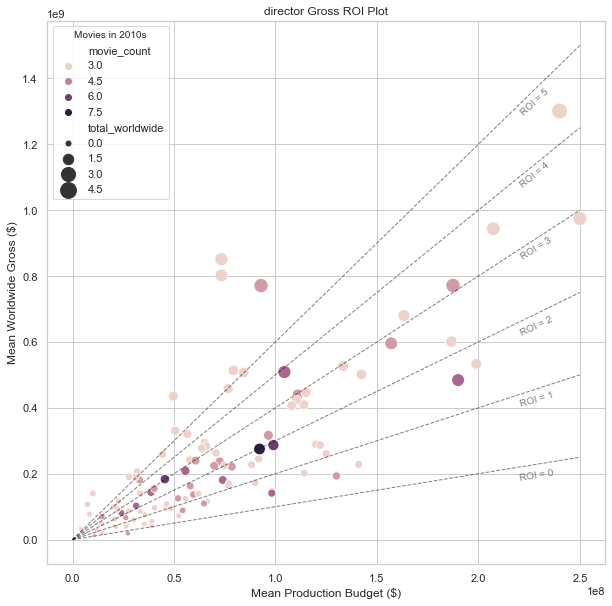 director Gross ROI Plot
1e9
Movies in 2010s
movie_count
3.0
4.5
6.0
7.5
total_worldwide
0.0
1.5
3.0
4.5
ROI = 5
ROI = 4
ROI = 3
ROI = 2
ROI = 1
ROI = 0
Mean Worldwide Gross ($)
1.4
1.2
1.0
0.8
0.6
0.4
0.2
0.0
0.0
0.5
1.0
1.5
2.0
2.5
1e8
Mean Production Budget ($)